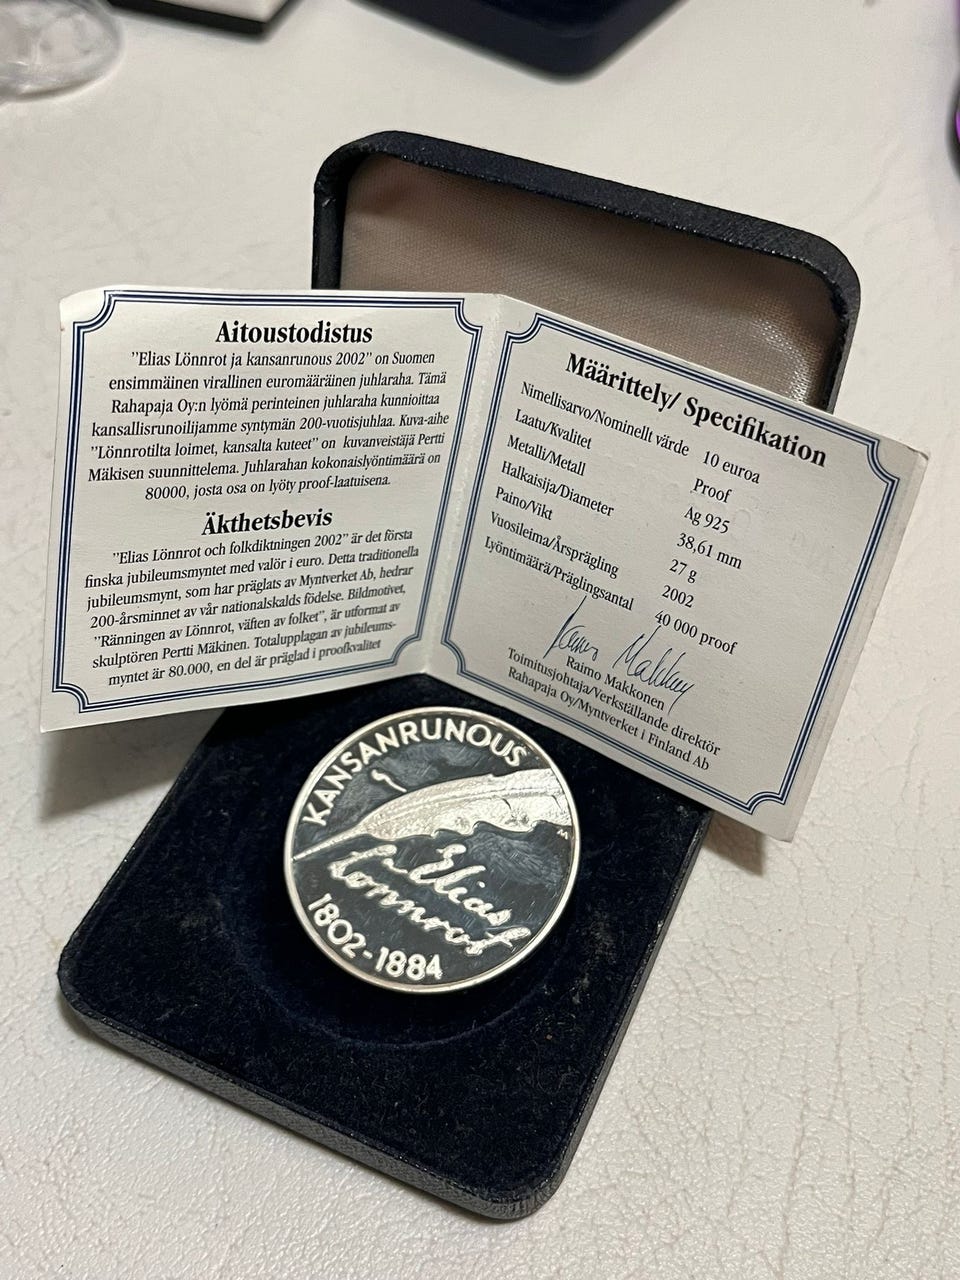 Aitoustodistus
"Elias Lönnrot ja kansanrunous 2002" on Suomen
ensimmäinen virallinen euromääräinen juhlaraha. Tämä
Rahapaja Oy:n lyömä perinteinen juhlaraha kunnioittaa
kansallisrunoilijamme syntymän 200-vuotisjuhlaa. Kuva-aihe
"Lönnrotilta loimet, kansalta kuteet" on kuvanveistäjä Pertti
Mäkisen suunnittelema. Juhlarahan kokonaislyöntimäärä on
80000, josta osa on lyöty proof-laatuisena.
Äkthetsbevis
"Elias Lönnrot och folkdiktningen 2002" är det första
finska jubileumsmyntet med valör i euro. Detta traditionella
jubileumsmynt, som har präglats av Myntverket Ab, hedrar
200-årsminnet av vår nationalskalds födelse. Bildmotivet,
"Ränningen av Lönnrot, väften av folket", är utformat av
skulptören Pertti Mäkinen. Totalupplagan av jubileums-
myntet är 80.000, en del är präglad i proofkvalitet
Määrittely/ Specifikation
Nimellisarvo/Nominellt värde 10 euroa
Laatu/Kvalitet Proof
Metalli/Metall Ag 925
Halkaisija/Diameter 38,61 mm
Paino/Vikt 27 g
Vuosileima/Årsprägling 2002
Lyöntimäärä/Präglingsantal 40 000 proof
Raimo Makkonen
Raimo Makkonen
Toimitusjohtaja/Verkställande direktör
Rahapaja Oy/Myntverket i Finland Ab
KANSANRUNOUS
M
Elias
Lönnrot
1802-1884